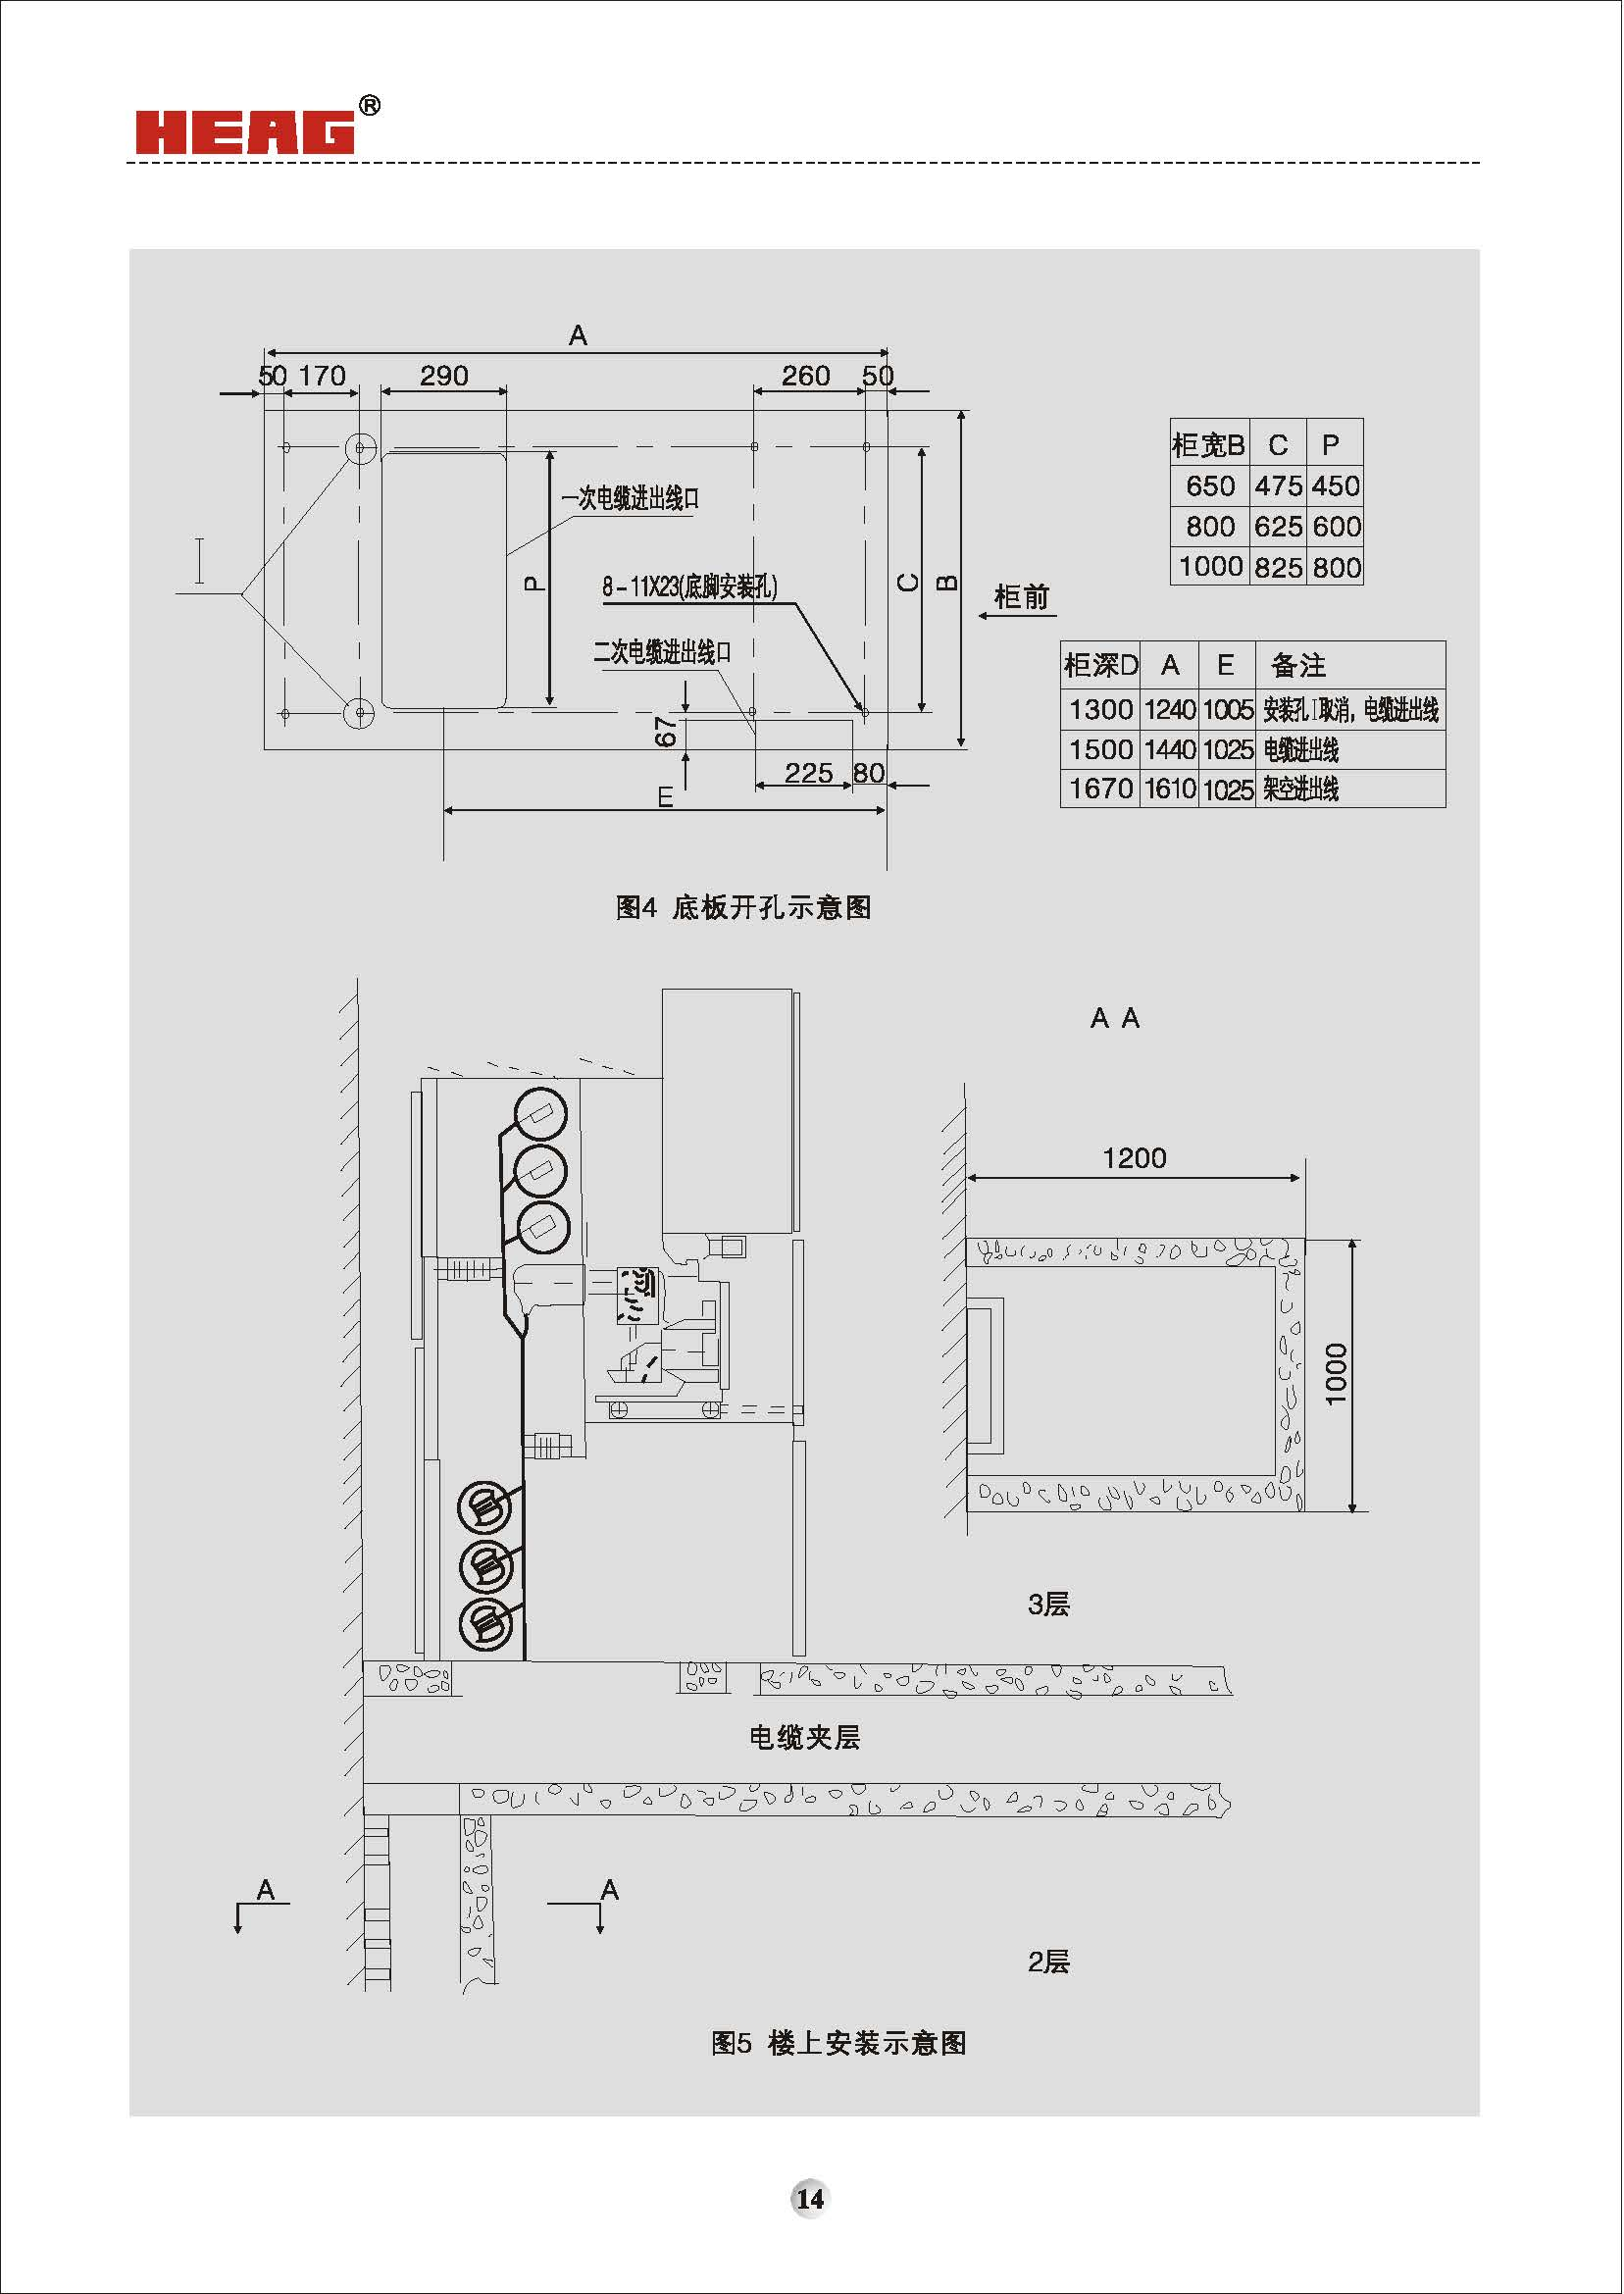 HEAG®
A
50 170 290 260 50
一次电缆进出线口
I
P
8-11X23(底脚安装孔)
C
B
柜前
二次电缆进出线口
67
225 80
E
柜宽B C P
650 475 450
800 625 600
1000 825 800
柜深D A E 备注
1300 1240 1005 安装孔I取消，电缆进出线
1500 1440 1025 电缆进出线
1670 1610 1025 架空进出线
图4 底板开孔示意图
A A
1200
1000
3层
电缆夹层
A A
2层
图5 楼上安装示意图
14